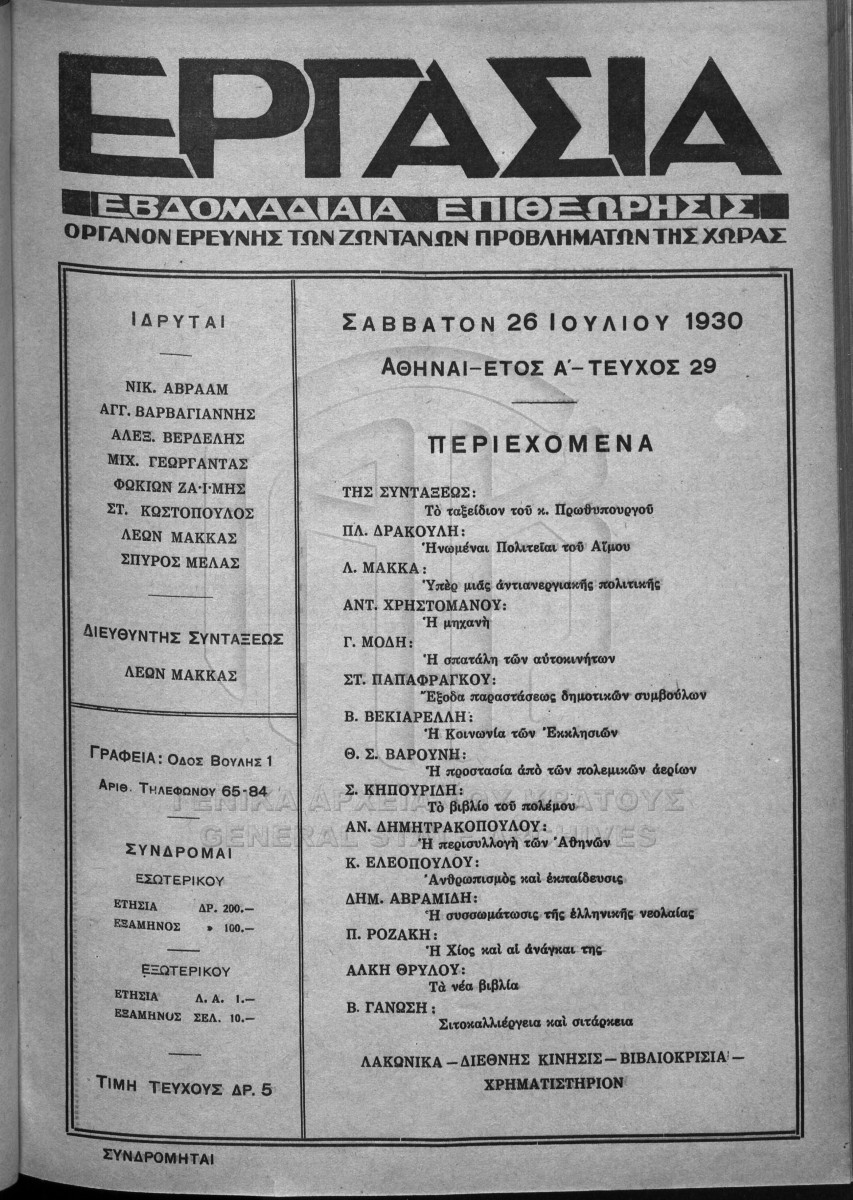 ΕΡΓΑΣΙΑ
ΕΒΔΟΜΑΔΙΑΙΑ ΕΠΙΘΕΩΡΗΣΙΣ
ΟΡΓΑΝΟΝ ΕΡΕΥΝΗΣ ΤΩΝ ΖΩΝΤΑΝΩΝ ΠΡΟΒΛΗΜΑΤΩΝ ΤΗΣ ΧΩΡΑΣ
ΙΔΡΥΤΑΙ
ΝΙΚ. ΑΒΡΑΑΜ
ΑΓΓ. ΒΑΡΒΑΓΙΑΝΝΗΣ
ΑΛΕΞ. ΒΕΡΔΕΛΗΣ
ΜΙΧ. ΓΕΩΡΓΑΝΤΑΣ
ΦΩΚΙΩΝ ΖΑ·Ι·ΜΗΣ
ΣΤ. ΚΩΣΤΟΠΟΥΛΟΣ
ΛΕΩΝ ΜΑΚΚΑΣ
ΣΠΥΡΟΣ ΜΕΛΑΣ
ΔΙΕΥΘΥΝΤΗΣ ΣΥΝΤΑΞΕΩΣ
ΛΕΩΝ ΜΑΚΚΑΣ
ΓΡΑΦΕΙΑ: ΟΔΟΣ ΒΟΥΛΗΣ 1
ΑΡΙΘ. ΤΗΛΕΦΩΝΟΥ 65-84
ΣΥΝΔΡΟΜΑΙ
ΕΣΩΤΕΡΙΚΟΥ
ΕΤΗΣΙΑ ΔΡ. 200.—
ΕΞΑΜΗΝΟΣ » 100.—
ΕΞΩΤΕΡΙΚΟΥ
ΕΤΗΣΙΑ Λ. Α. 1.—
ΕΞΑΜΗΝΟΣ ΣΕΛ. 10.—
ΤΙΜΗ ΤΕΥΧΟΥΣ ΔΡ. 5
ΣΑΒΒΑΤΟΝ 26 ΙΟΥΛΙΟΥ 1930
ΑΘΗΝΑΙ-ΕΤΟΣ Α΄- ΤΕΥΧΟΣ 29
ΠΕΡΙΕΧΟΜΕΝΑ
ΤΗΣ ΣΥΝΤΑΞΕΩΣ:
Τὸ ταξείδιον τοῦ κ. Πρωθυπουργοῦ
ΠΛ. ΔΡΑΚΟΥΛΗ:
Ἡνωμέναι Πολιτεῖαι τοῦ Αἵμου
Λ. ΜΑΚΚΑ:
Ὑπὲρ μιᾶς ἀντιανεργιακῆς πολιτικῆς
ΑΝΤ. ΧΡΗΣΤΟΜΑΝΟΥ:
Ἡ μηχανὴ
Γ. ΜΟΔΗ:
Ἡ σπατάλη τῶν αὐτοκινήτων
ΣΤ. ΠΑΠΑΦΡΑΓΚΟΥ:
Ἔξοδα παραστάσεως δημοτικῶν συμβούλων
Β. ΒΕΚΙΑΡΕΛΛΗ:
Ἡ Κοινωνία τῶν Ἐκκλησιῶν
Θ. Σ. ΒΑΡΟΥΝΗ:
Ἡ προστασία ἀπὸ τῶν πολεμικῶν ἀερίων
Σ. ΚΗΠΟΥΡΙΔΗ:
Τὸ βιβλίο τοῦ πολέμου
ΑΝ. ΔΗΜΗΤΡΑΚΟΠΟΥΛΟΥ:
Ἡ περισυλλογὴ τῶν Ἀθηνῶν
Κ. ΕΛΕΟΠΟΥΛΟΥ:
Ἀνθρωπισμὸς καὶ ἐκπαίδευσις
ΔΗΜ. ΑΒΡΑΜΙΔΗ:
Ἡ συσσωμάτωσις τῆς ἑλληνικῆς νεολαίας
Π. ΡΟΖΑΚΗ:
Ἡ Χίος καὶ αἱ ἀνάγκαι της
ΑΛΚΗ ΘΡΥΛΟΥ:
Τὰ νέα βιβλία
Β. ΓΑΝΩΣΗ:
Σιτοκαλλιέργεια καὶ σιτάρκεια
ΛΑΚΩΝΙΚΑ — ΔΙΕΘΝΗΣ ΚΙΝΗΣΙΣ — ΒΙΒΛΙΟΚΡΙΣΙΑ —
ΧΡΗΜΑΤΙΣΤΗΡΙΟΝ
ΓΕΝΙΚΑ ΑΡΧΕΙΑ ΤΟΥ ΚΡΑΤΟΥΣ
GENERAL STATE ARCHIVES
ΣΥΝΔΡΟΜΗΤΑΙ